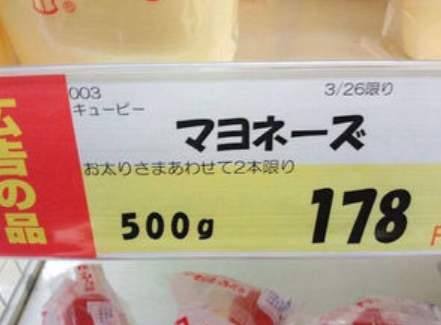 003
3/26限り
キューピー
マヨネーズ
お太りさまあわせて2本限り
500g
178
広告の品